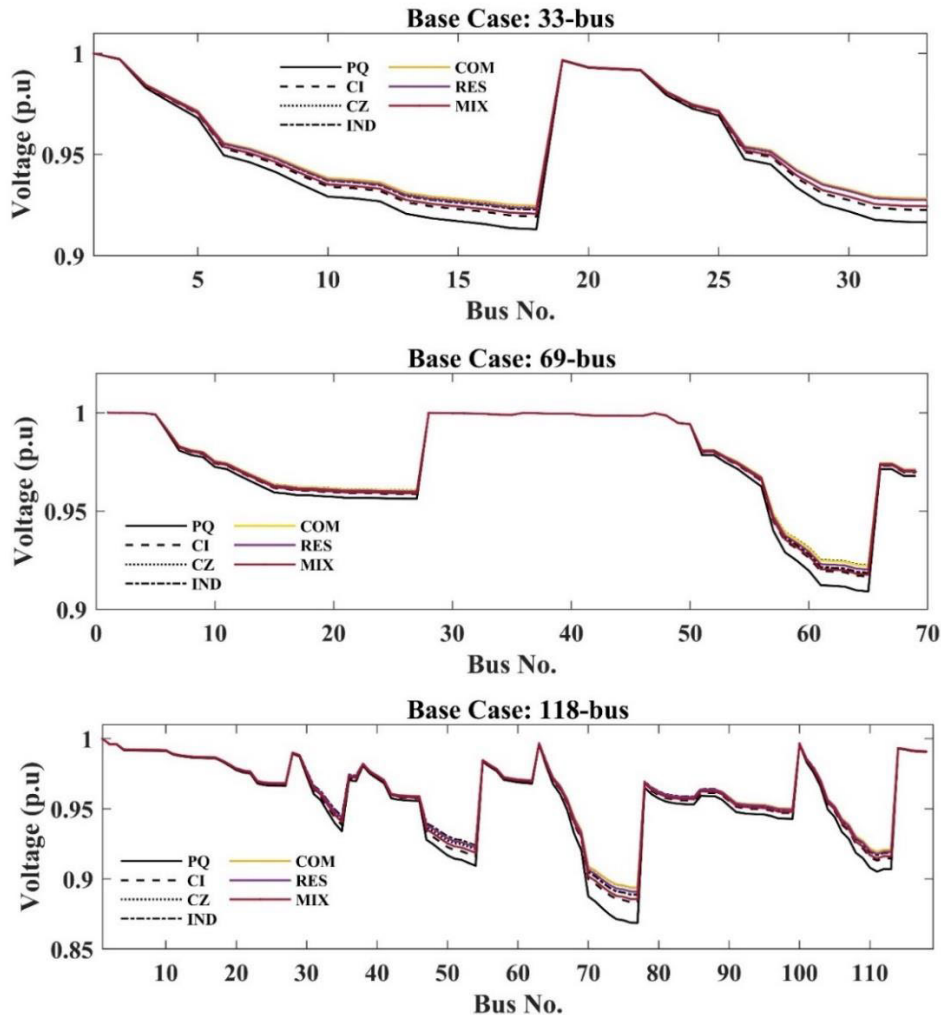 Base Case: 33-bus
Voltage (p.u)
1
0.95
0.9
PQ COM
CI RES
CZ MIX
IND
5 10 15 20 25 30
Bus No.
Base Case: 69-bus
Voltage (p.u)
1
0.95
0.9
PQ COM
CI RES
CZ MIX
IND
0 10 20 30 40 50 60 70
Bus No.
Base Case: 118-bus
Voltage (p.u)
1
0.95
0.9
0.85
PQ COM
CI RES
CZ MIX
IND
10 20 30 40 50 60 70 80 90 100 110
Bus No.